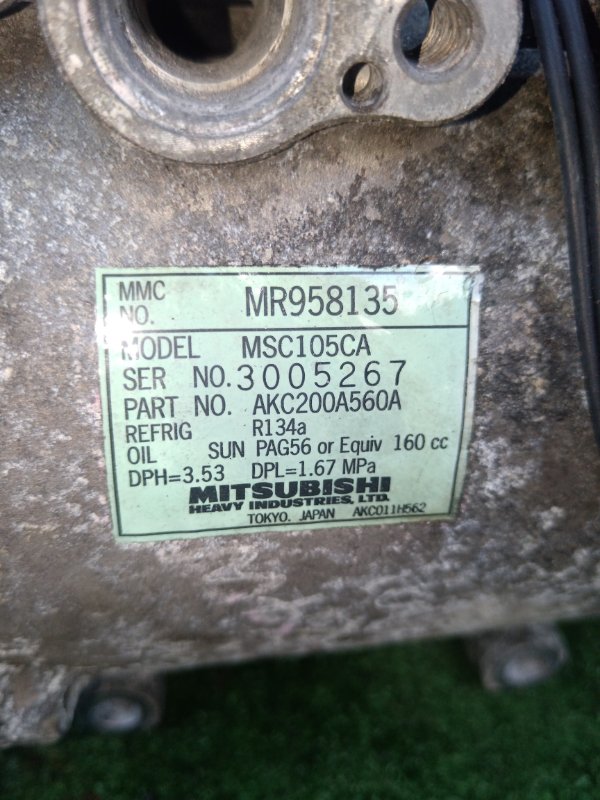 MMC NO. MR958135
MODEL MSC105CA
SER NO. 3005267
PART NO. AKC200A560A
REFRIG R134a
OIL SUN PAG56 or Equiv 160 cc
DPH=3.53 DPL=1.67 MPa
MITSUBISHI
HEAVY INDUSTRIES, LTD.
TOKYO. JAPAN AKC011H562